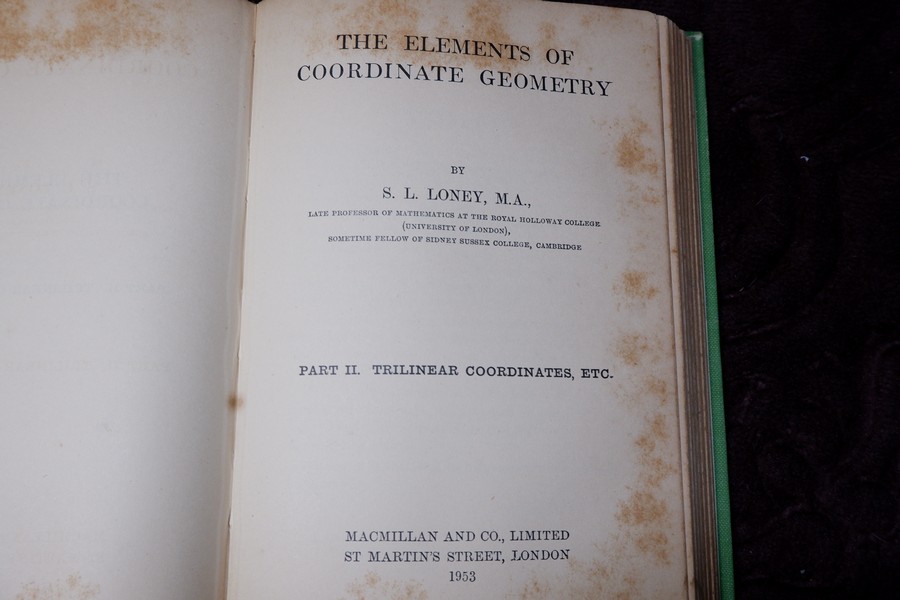 THE ELEMENTS OF
COORDINATE GEOMETRY
BY
S. L. LONEY, M.A.,
LATE PROFESSOR OF MATHEMATICS AT THE ROYAL HOLLOWAY COLLEGE
(UNIVERSITY OF LONDON),
SOMETIME FELLOW OF SIDNEY SUSSEX COLLEGE, CAMBRIDGE
PART II. TRILINEAR COORDINATES, ETC.
MACMILLAN AND CO., LIMITED
ST MARTIN'S STREET, LONDON
1953